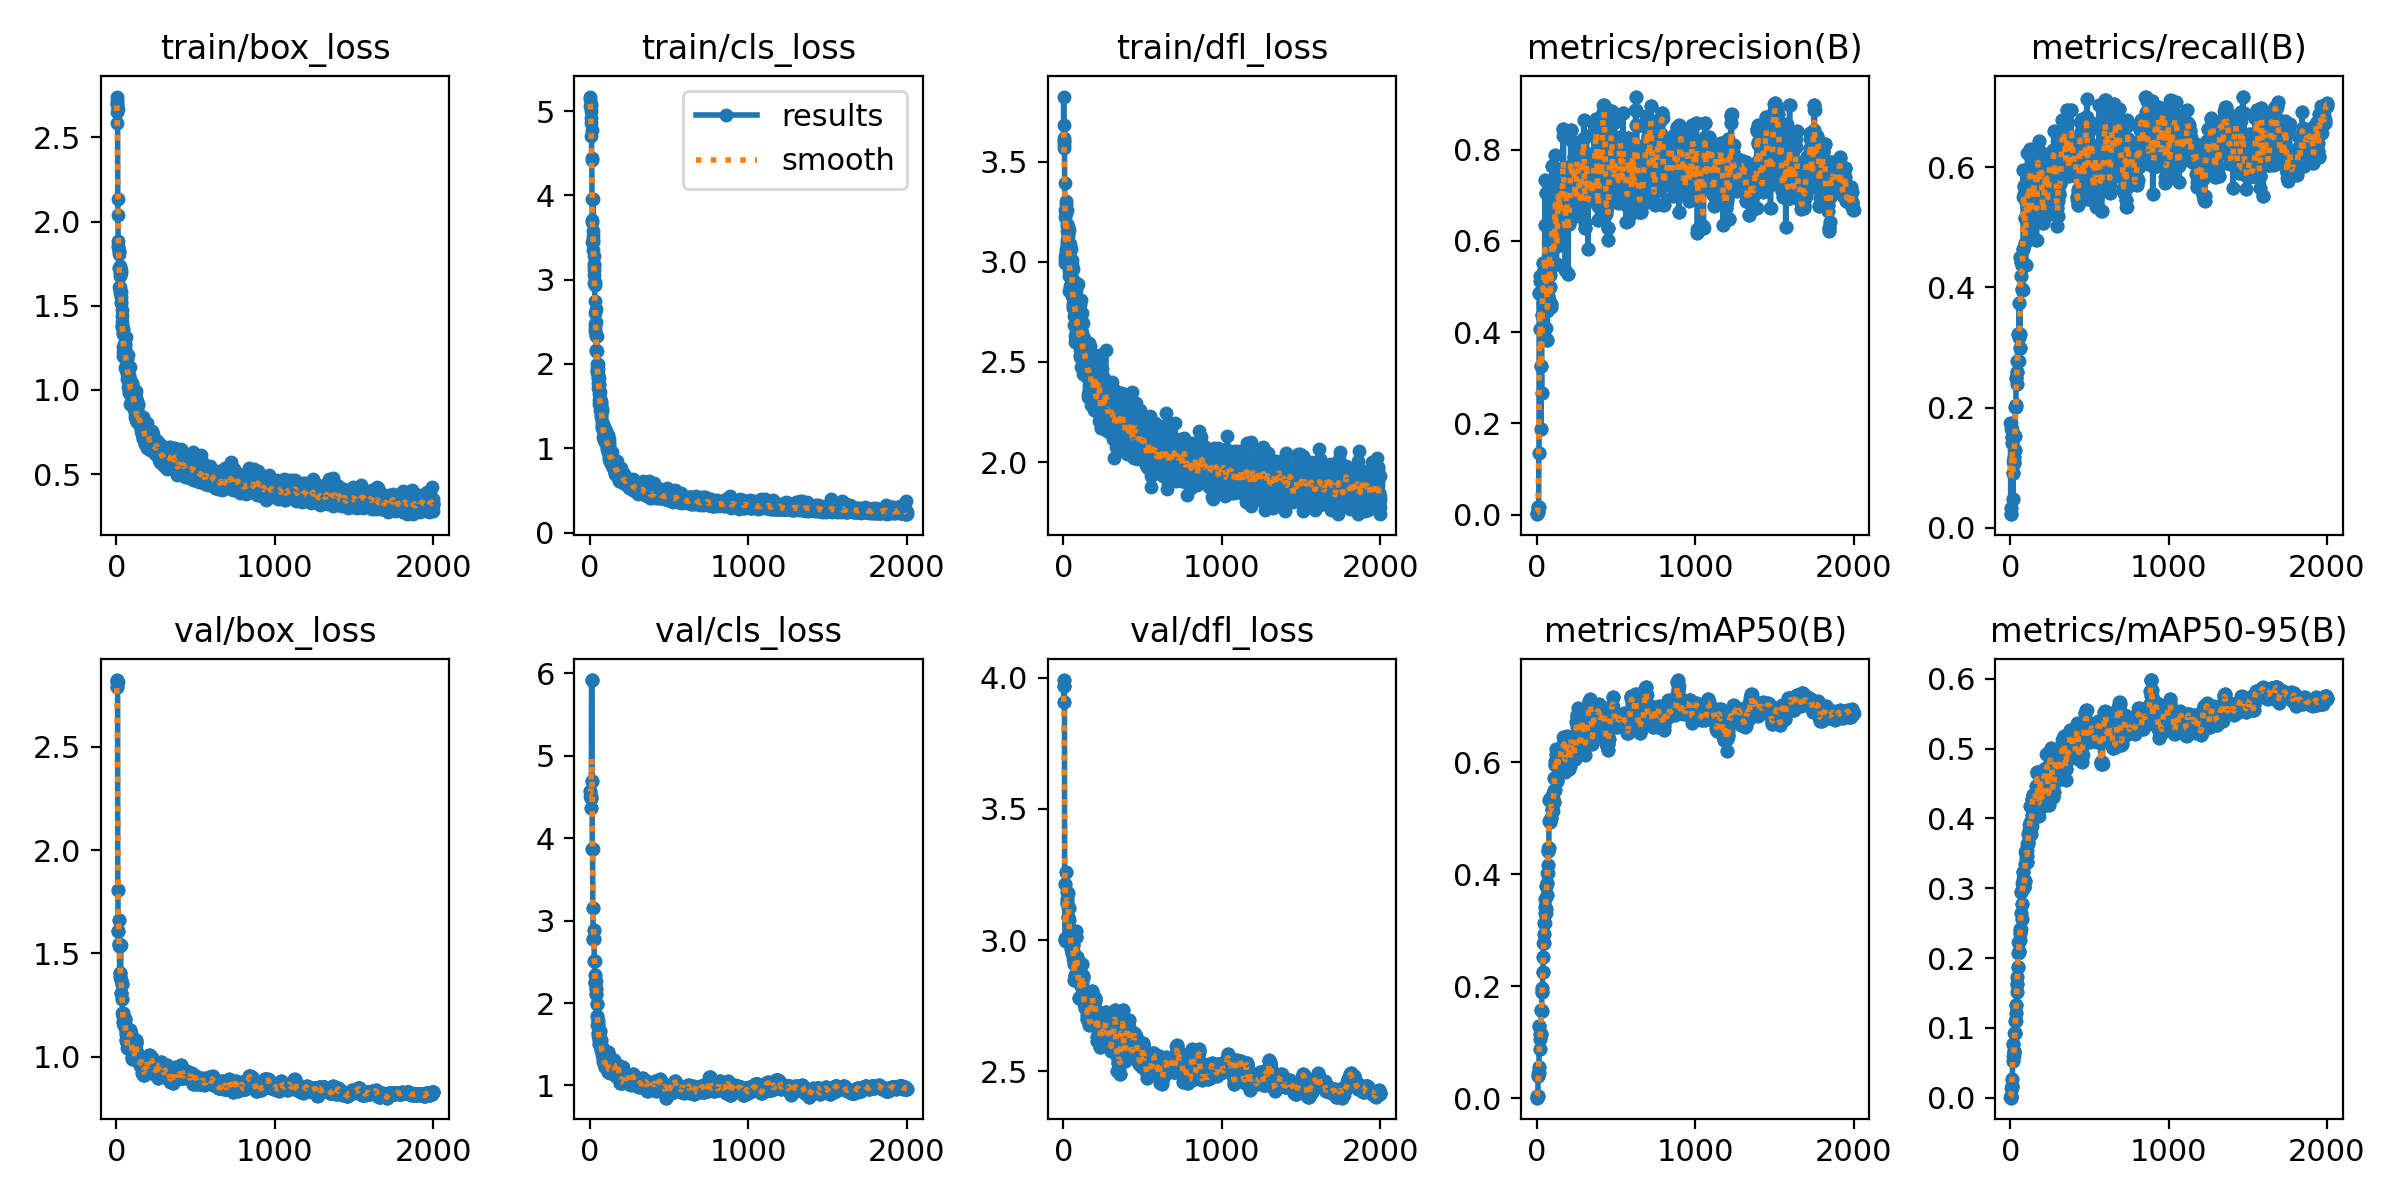 train/box_loss
2.5
2.0
1.5
1.0
0.5
0 1000 2000
train/cls_loss
results
smooth
5
4
3
2
1
0
0 1000 2000
train/dfl_loss
3.5
3.0
2.5
2.0
0 1000 2000
metrics/precision(B)
0.8
0.6
0.4
0.2
0.0
0 1000 2000
metrics/recall(B)
0.6
0.4
0.2
0.0
0 1000 2000
val/box_loss
2.5
2.0
1.5
1.0
0 1000 2000
val/cls_loss
6
5
4
3
2
1
0 1000 2000
val/dfl_loss
4.0
3.5
3.0
2.5
0 1000 2000
metrics/mAP50(B)
0.6
0.4
0.2
0.0
0 1000 2000
metrics/mAP50-95(B)
0.6
0.5
0.4
0.3
0.2
0.1
0.0
0 1000 2000